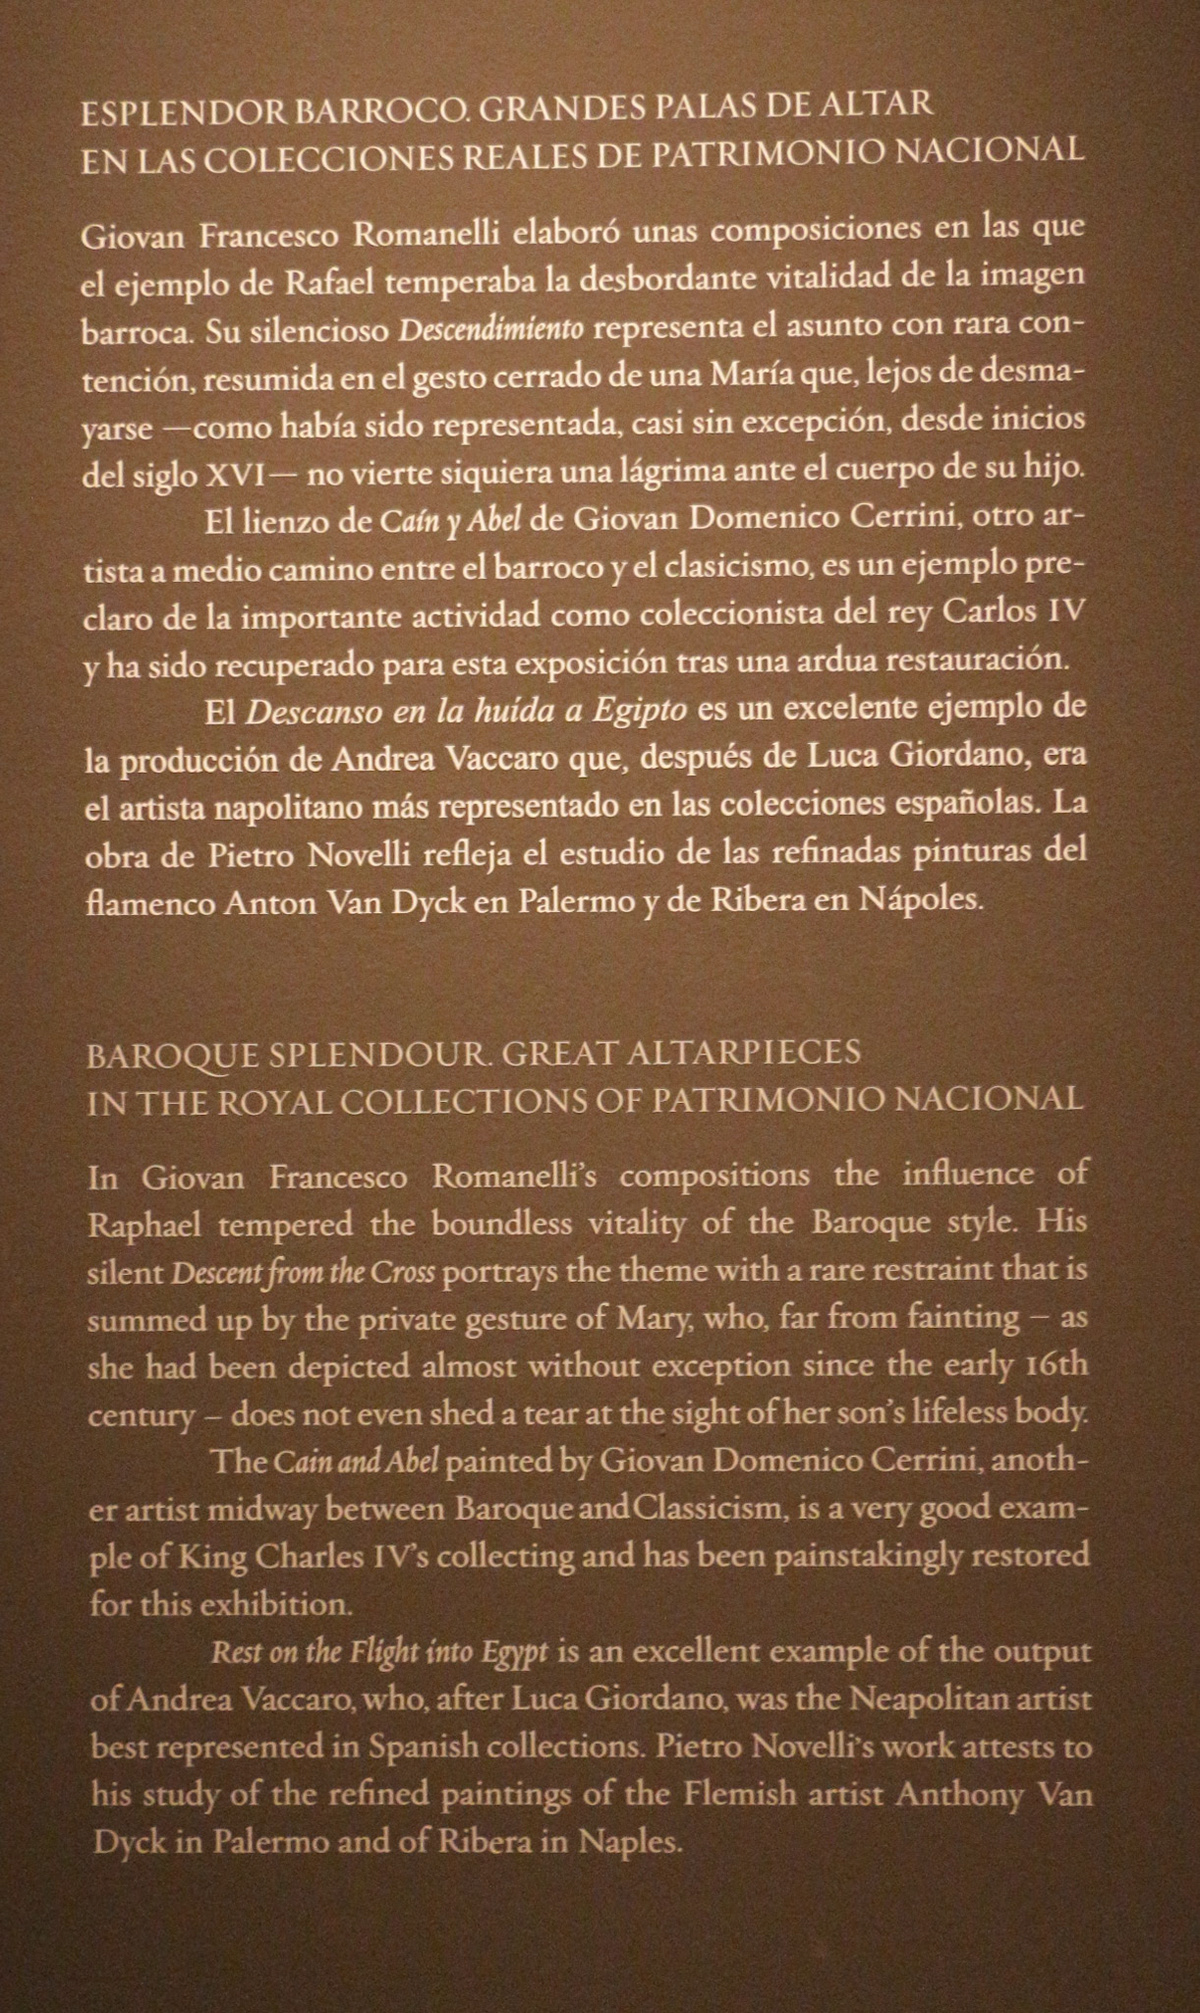 ESPLENDOR BARROCO. GRANDES PALAS DE ALTAR
EN LAS COLECCIONES REALES DE PATRIMONIO NACIONAL
Giovan Francesco Romanelli elaboró unas composiciones en las que
el ejemplo de Rafael temperaba la desbordante vitalidad de la imagen
barroca. Su silencioso Descendimiento representa el asunto con rara con-
tención, resumida en el gesto cerrado de una María que, lejos de desma-
yarse —como había sido representada, casi sin excepción, desde inicios
del siglo XVI— no vierte siquiera una lágrima ante el cuerpo de su hijo.
El lienzo de Caín y Abel de Giovan Domenico Cerrini, otro ar-
tista a medio camino entre el barroco y el clasicismo, es un ejemplo pre-
claro de la importante actividad como coleccionista del rey Carlos IV
y ha sido recuperado para esta exposición tras una ardua restauración.
El Descanso en la huída a Egipto es un excelente ejemplo de
la producción de Andrea Vaccaro que, después de Luca Giordano, era
el artista napolitano más representado en las colecciones españolas. La
obra de Pietro Novelli refleja el estudio de las refinadas pinturas del
flamenco Anton Van Dyck en Palermo y de Ribera en Nápoles.
BAROQUE SPLENDOUR. GREAT ALTARPIECES
IN THE ROYAL COLLECTIONS OF PATRIMONIO NACIONAL
In Giovan Francesco Romanelli's compositions the influence of
Raphael tempered the boundless vitality of the Baroque style. His
silent Descent from the Cross portrays the theme with a rare restraint that is
summed up by the private gesture of Mary, who, far from fainting – as
she had been depicted almost without exception since the early 16th
century – does not even shed a tear at the sight of her son's lifeless body.
The Cain and Abel painted by Giovan Domenico Cerrini, anoth-
er artist midway between Baroque and Classicism, is a very good exam-
ple of King Charles IV's collecting and has been painstakingly restored
for this exhibition.
Rest on the Flight into Egypt is an excellent example of the output
of Andrea Vaccaro, who, after Luca Giordano, was the Neapolitan artist
best represented in Spanish collections. Pietro Novelli's work attests to
his study of the refined paintings of the Flemish artist Anthony Van
Dyck in Palermo and of Ribera in Naples.